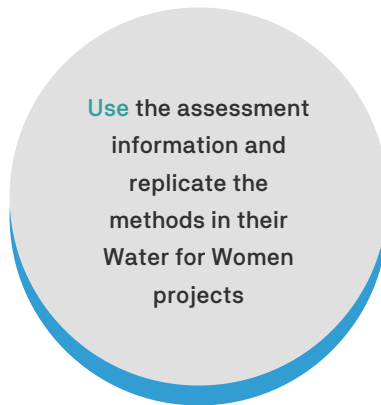 Use the assessment
information and
replicate the
methods in their
Water for Women
projects